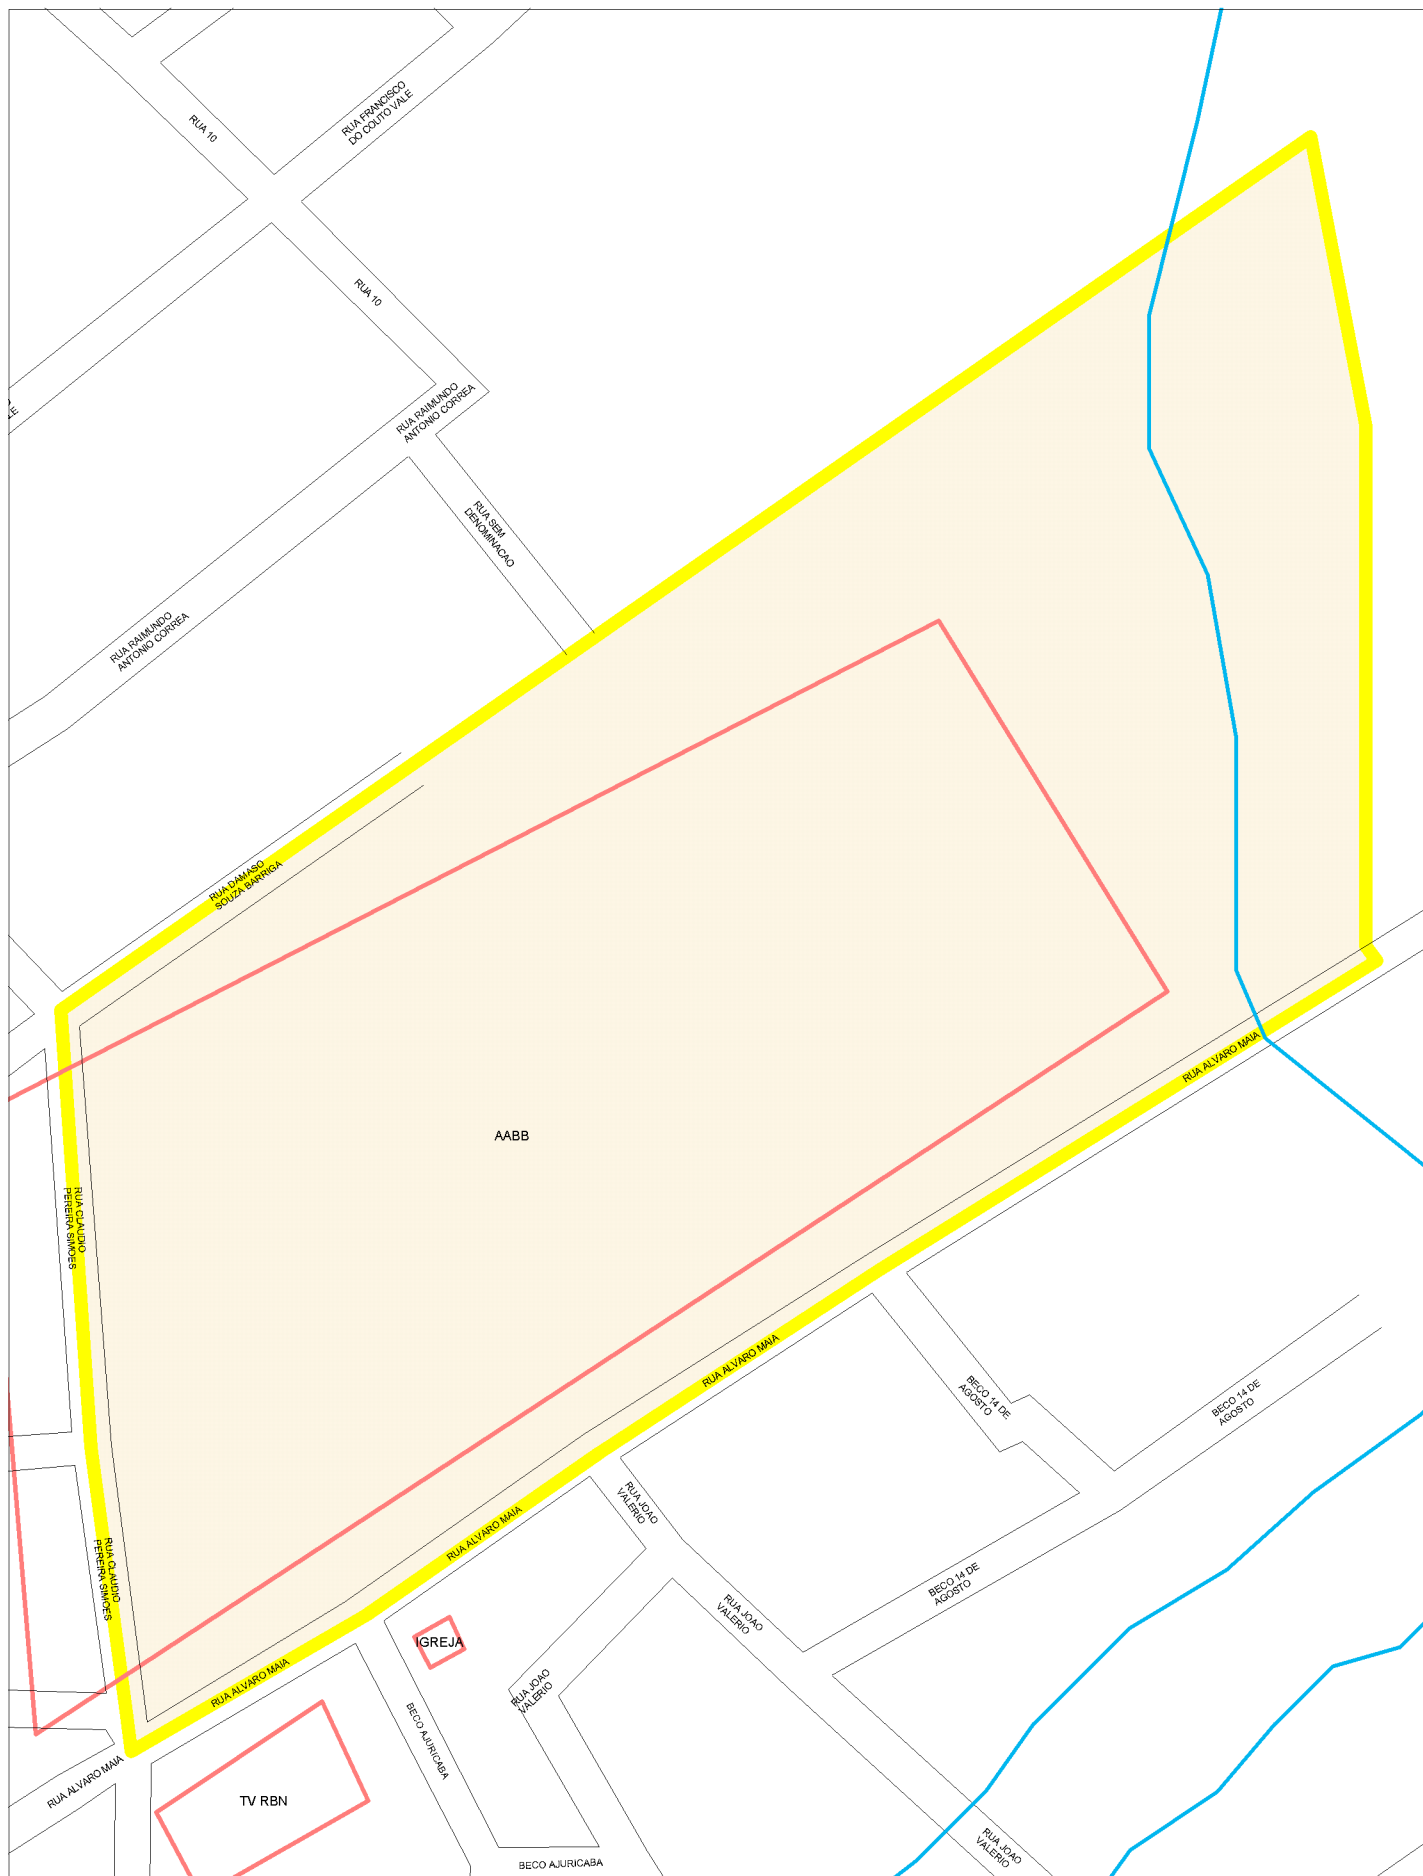 RUA 10
RUA FRANCISCO
DO COUTO VALE
RUA 10
LE
RUA RAIMUNDO
ANTONIO CORREA
RUA SEM
DENOMINACAO
RUA RAIMUNDO
ANTONIO CORREA
RUA DAMASO
SOUZA BARRIGA
RUA ALVARO MAIA
AABB
RUA CLAUDIO
PEREIRA SIMOES
RUA ALVARO MAIA
BECO 14 DE
AGOSTO
BECO 14 DE
AGOSTO
RUA JOAO
VALERIO
RUA ALVARO MAIA
RUA CLAUDIO
PEREIRA SIMOES
BECO 14 DE
AGOSTO
RUA JOAO
VALERIO
IGREJA
RUA ALVARO MAIA
RUA JOAO
VALERIO
BECO AJURICABA
RUA ALVARO MAIA
TV RBN
RUA JOAO
VALERIO
BECO AJURICABA